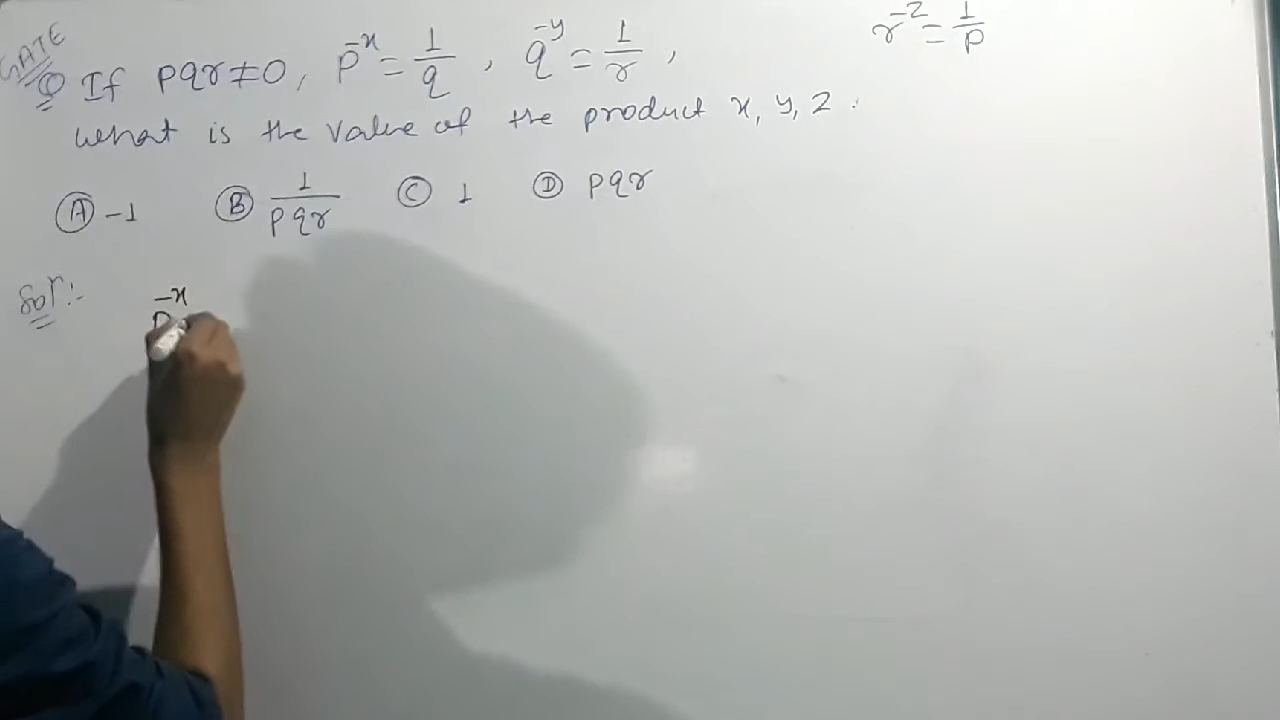 GATE
Q If pqr≠0, p^-x = 1/q, q^-y = 1/r, r^-z = 1/p
what is the value of the product x, y, z.
(A) -1 (B) 1/pqr (C) 1 (D) pqr
Solⁿ:-
p^-x